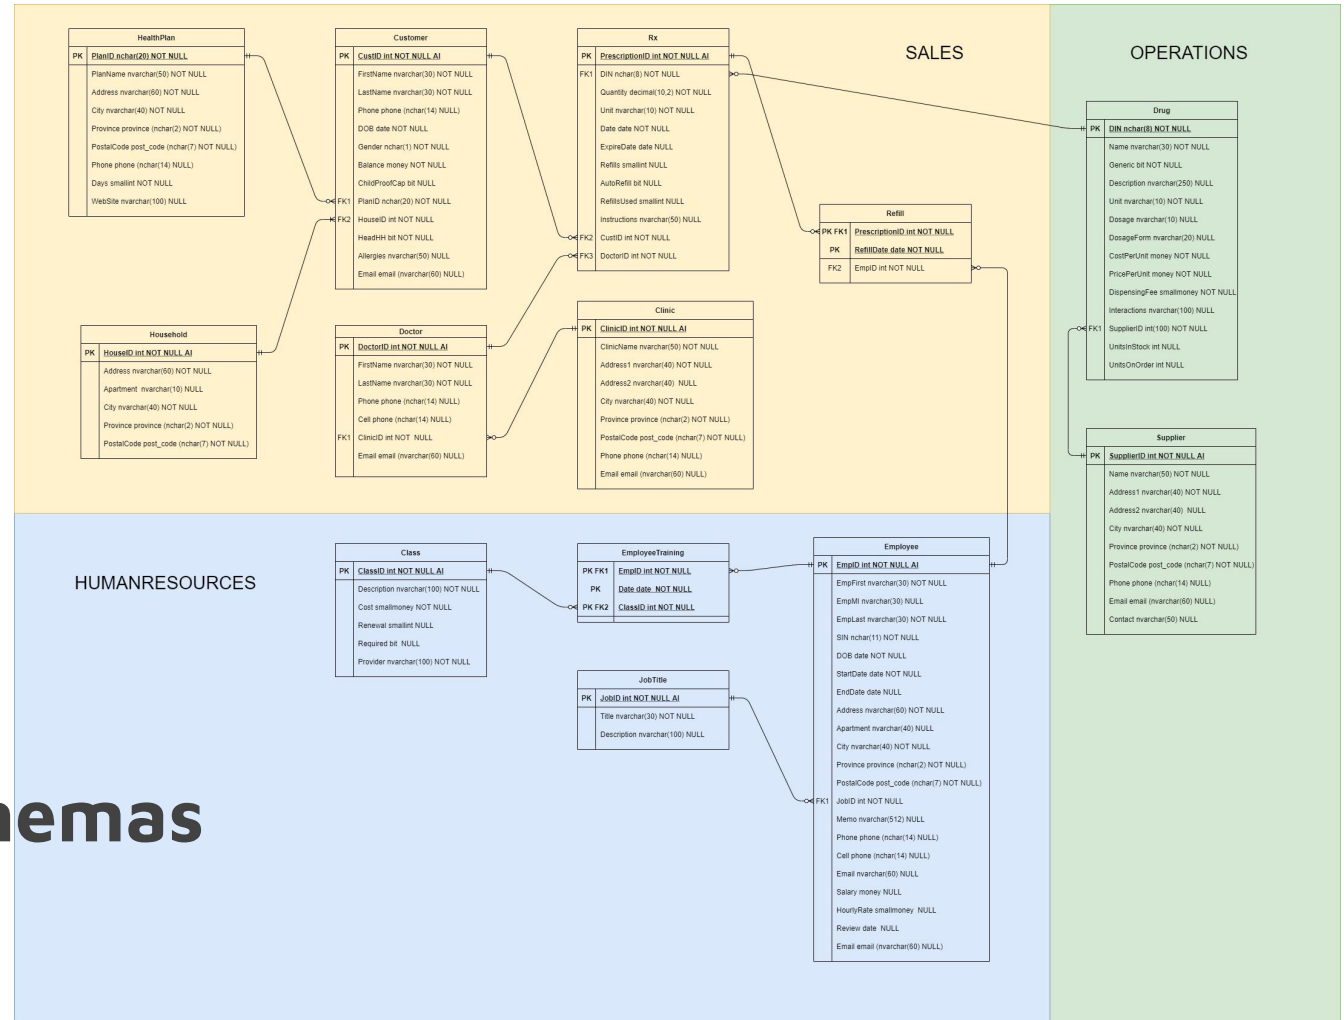 SALES
OPERATIONS
HUMANRESOURCES
emas
HealthPlan
PK PlanID nchar(20) NOT NULL
PlanName nvarchar(50) NOT NULL
Address nvarchar(60) NOT NULL
City nvarchar(40) NOT NULL
Province province (nchar(2) NOT NULL)
PostalCode post_code (nchar(7) NOT NULL)
Phone phone (nchar(14) NULL)
Days smallint NOT NULL
WebSite nvarchar(100) NULL
Customer
PK CustID int NOT NULL AI
FirstName nvarchar(30) NOT NULL
LastName nvarchar(30) NOT NULL
Phone phone (nchar(14) NULL)
DOB date NOT NULL
Gender nchar(1) NOT NULL
Balance money NOT NULL
ChildProofCap bit NULL
FK1 PlanID nchar(20) NOT NULL
FK2 HouseID int NOT NULL
HeadHH bit NOT NULL
Allergies nvarchar(50) NULL
Email email (nvarchar(60) NULL)
Rx
PK PrescriptionID int NOT NULL AI
FK1 DIN nchar(8) NOT NULL
Quantity decimal(10,2) NOT NULL
Unit nvarchar(10) NOT NULL
Date date NOT NULL
ExpireDate date NULL
Refills smallint NULL
AutoRefill bit NULL
RefillsUsed smallint NULL
Instructions nvarchar(50) NULL
FK2 CustID int NOT NULL
FK3 DoctorID int NOT NULL
Refill
PK FK1 PrescriptionID int NOT NULL
PK RefillDate date NOT NULL
FK2 EmpID int NOT NULL
Drug
PK DIN nchar(8) NOT NULL
Name nvarchar(30) NOT NULL
Generic bit NOT NULL
Description nvarchar(250) NULL
Unit nvarchar(10) NOT NULL
Dosage nvarchar(10) NULL
DosageForm nvarchar(20) NULL
CostPerUnit money NOT NULL
PricePerUnit money NOT NULL
DispensingFee smallmoney NOT NULL
Interactions nvarchar(100) NULL
FK1 SupplierID int(100) NOT NULL
UnitsInStock int NULL
UnitsOnOrder int NULL
Household
PK HouseID int NOT NULL AI
Address nvarchar(60) NOT NULL
Apartment nvarchar(10) NULL
City nvarchar(40) NOT NULL
Province province (nchar(2) NOT NULL)
PostalCode post_code (nchar(7) NOT NULL)
Doctor
PK DoctorID int NOT NULL AI
FirstName nvarchar(30) NOT NULL
LastName nvarchar(30) NOT NULL
Phone phone (nchar(14) NULL)
Cell phone (nchar(14) NULL)
FK1 ClinicID int NOT NULL
Email email (nvarchar(60) NULL)
Clinic
PK ClinicID int NOT NULL AI
ClinicName nvarchar(50) NOT NULL
Address1 nvarchar(40) NOT NULL
Address2 nvarchar(40) NULL
City nvarchar(40) NOT NULL
Province province (nchar(2) NOT NULL)
PostalCode post_code (nchar(7) NOT NULL)
Phone phone (nchar(14) NULL)
Email email (nvarchar(60) NULL)
Supplier
PK SupplierID int NOT NULL AI
Name nvarchar(50) NOT NULL
Address1 nvarchar(40) NOT NULL
Address2 nvarchar(40) NULL
City nvarchar(40) NOT NULL
Province province (nchar(2) NOT NULL)
PostalCode post_code (nchar(7) NOT NULL)
Phone phone (nchar(14) NULL)
Email email (nvarchar(60) NULL)
Contact nvarchar(50) NULL
Class
PK ClassID int NOT NULL AI
Description nvarchar(100) NOT NULL
Cost smallmoney NOT NULL
Renewal smallint NULL
Required bit NULL
Provider nvarchar(100) NOT NULL
EmployeeTraining
PK FK1 EmpID int NOT NULL
PK Date date NOT NULL
PK FK2 ClassID int NOT NULL
JobTitle
PK JobID int NOT NULL AI
Title nvarchar(30) NOT NULL
Description nvarchar(100) NULL
Employee
PK EmpID int NOT NULL AI
EmpFirst nvarchar(30) NOT NULL
EmpMI nvarchar(30) NULL
EmpLast nvarchar(30) NOT NULL
SIN nchar(11) NOT NULL
DOB date NOT NULL
StartDate date NOT NULL
EndDate date NULL
Address nvarchar(60) NOT NULL
Apartment nvarchar(40) NULL
City nvarchar(40) NOT NULL
Province province (nchar(2) NOT NULL)
PostalCode post_code (nchar(7) NOT NULL)
FK1 JobID int NOT NULL
Memo nvarchar(512) NULL
Phone phone (nchar(14) NULL)
Cell phone (nchar(14) NULL)
Email nvarchar(60) NULL
Salary money NULL
HourlyRate smallmoney NULL
Review date NULL
Email email (nvarchar(60) NULL)